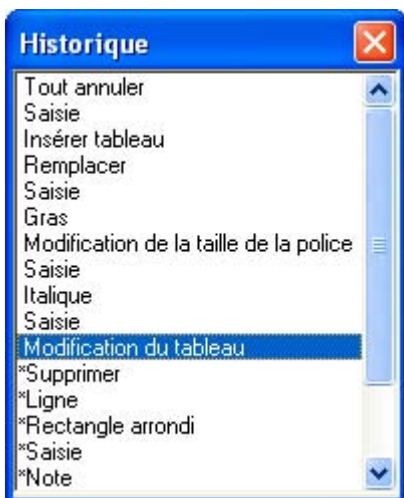 Historique
Tout annuler
Saisie
Insérer tableau
Remplacer
Saisie
Gras
Modification de la taille de la police
Saisie
Italique
Saisie
Modification du tableau
*Supprimer
*Ligne
*Rectangle arrondi
*Saisie
*Note